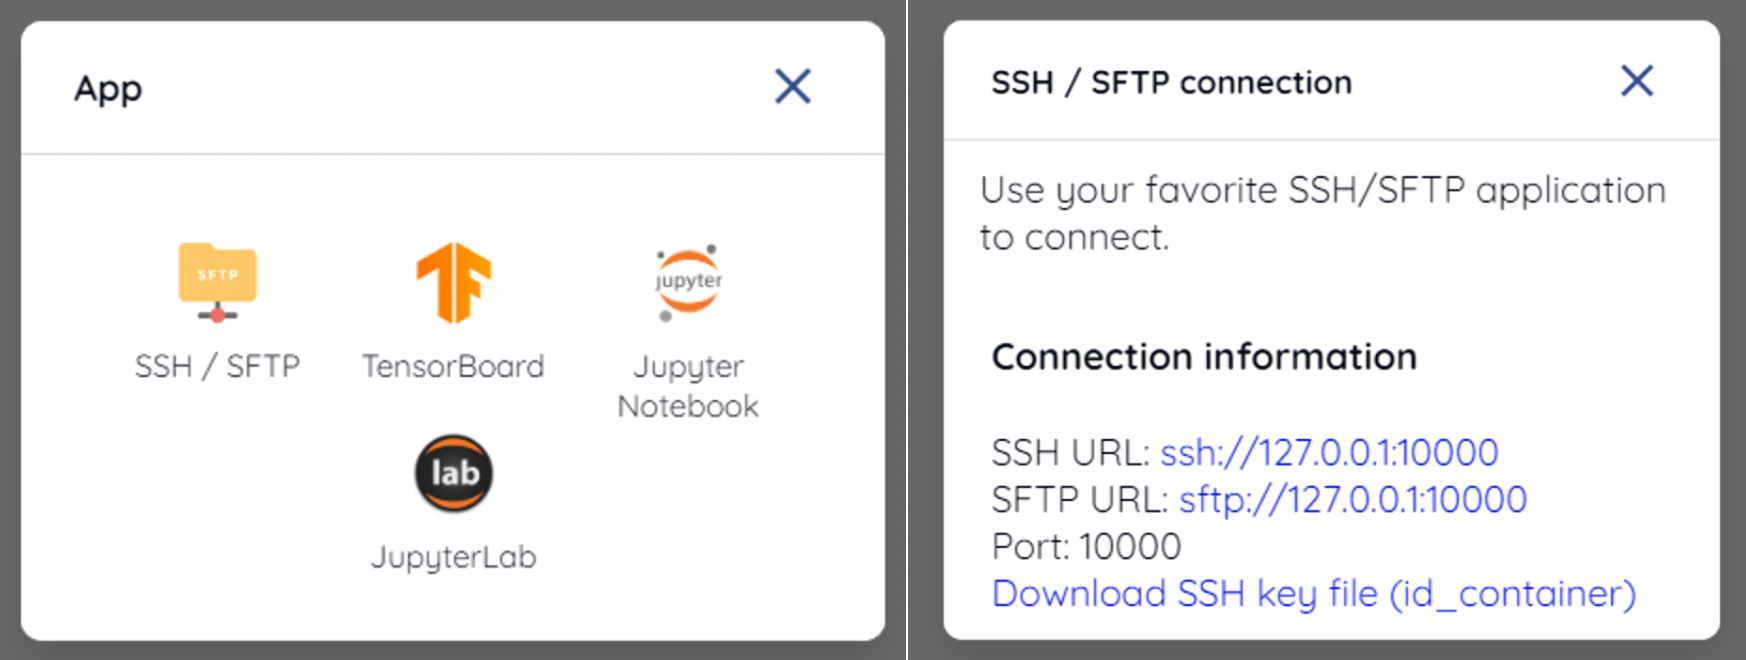 App
SFTP
SSH / SFTP
TensorBoard
jupyter
Jupyter
Notebook
lab
JupyterLab
SSH / SFTP connection
Use your favorite SSH/SFTP application
to connect.
Connection information
SSH URL: ssh://127.0.0.1:10000
SFTP URL: sftp://127.0.0.1:10000
Port: 10000
Download SSH key file (id_container)